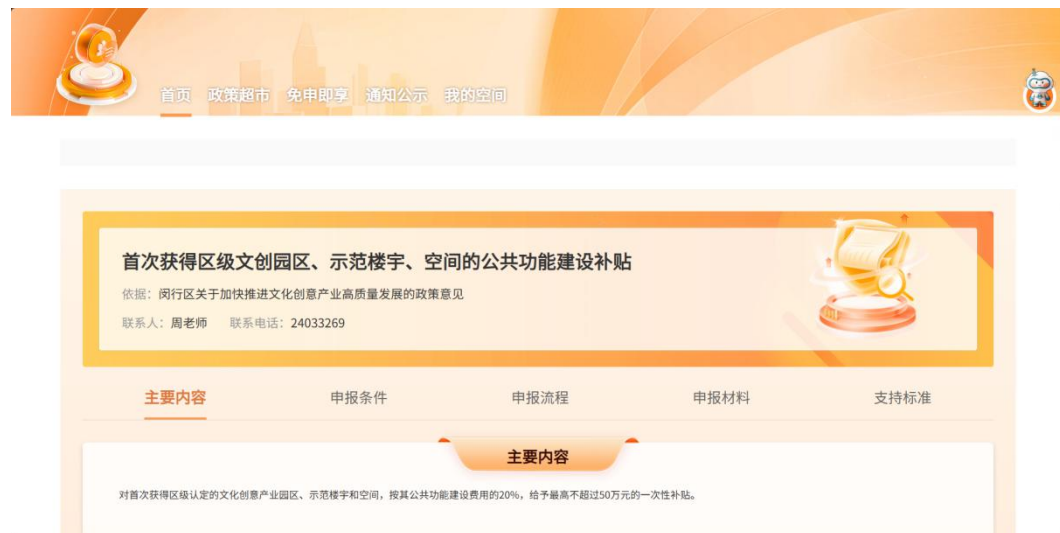 首页 政策超市 免申即享 通知公示 我的空间
首次获得区级文创园区、示范楼宇、空间的公共功能建设补贴
依据：闵行区关于加快推进文化创意产业高质量发展的政策意见
联系人：周老师 联系电话：24033269
主要内容 申报条件 申报流程 申报材料 支持标准
主要内容
对首次获得区级认定的文化创意产业园区、示范楼宇和空间，按其公共功能建设费用的20%，给予最高不超过50万元的一次性补贴。